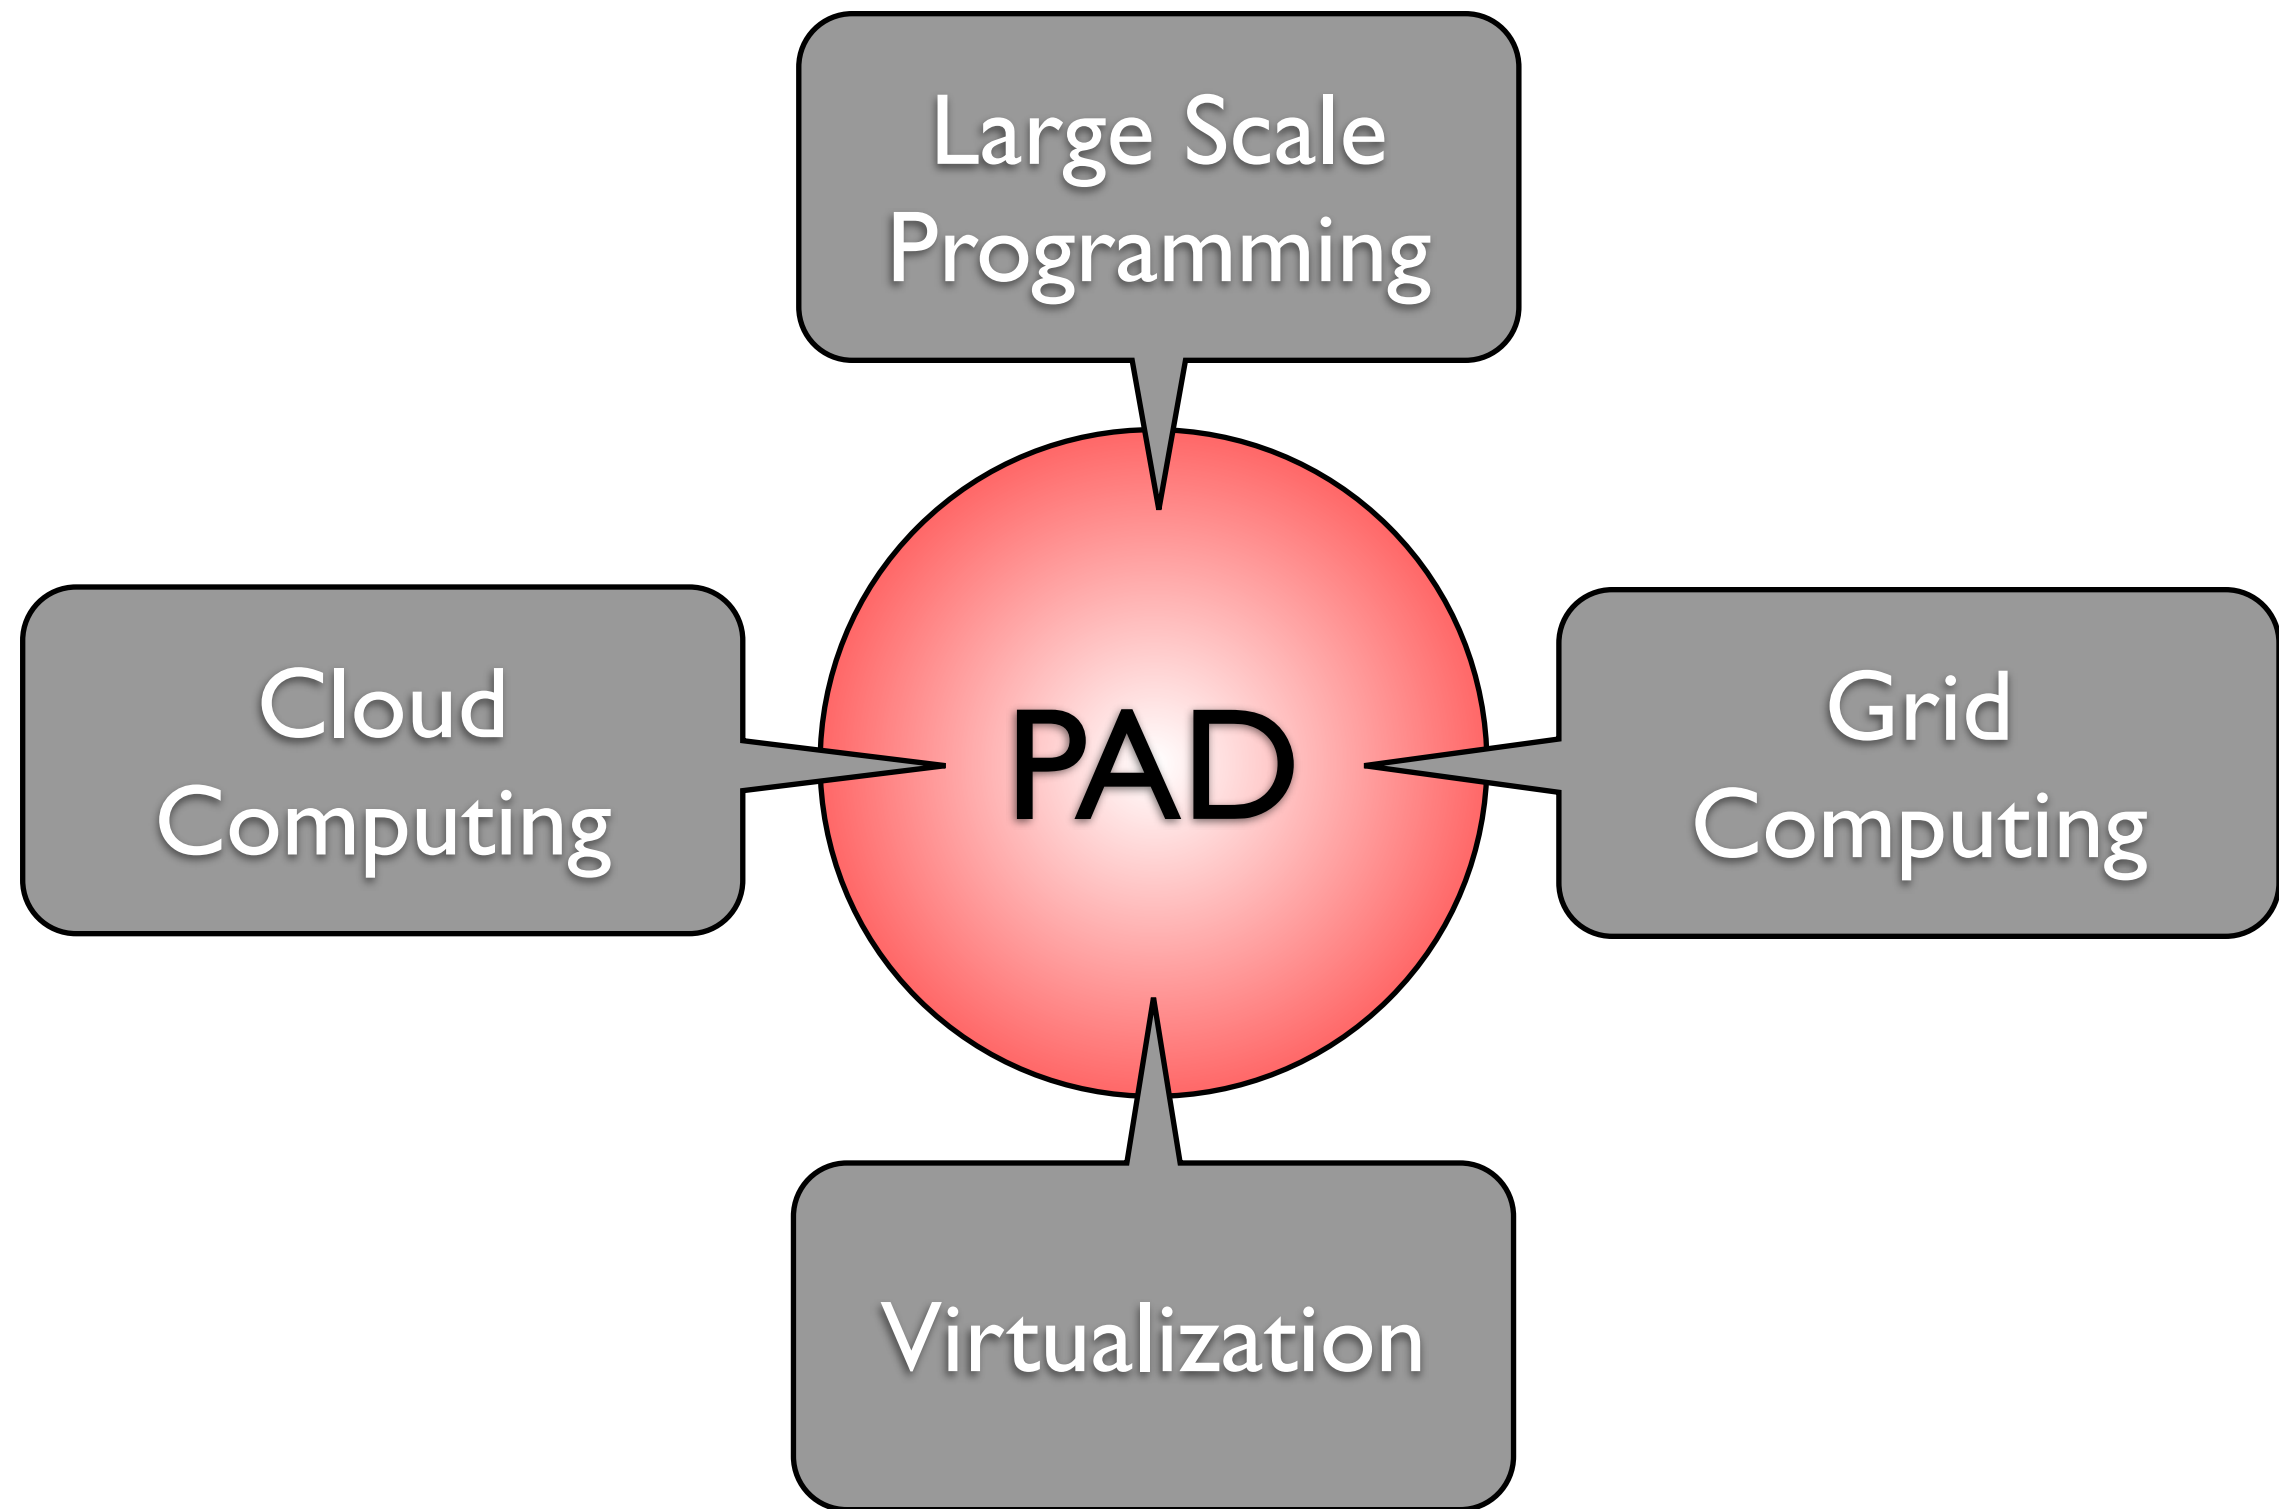 Large Scale
Programming
Cloud
Computing
PAD
Grid
Computing
Virtualization